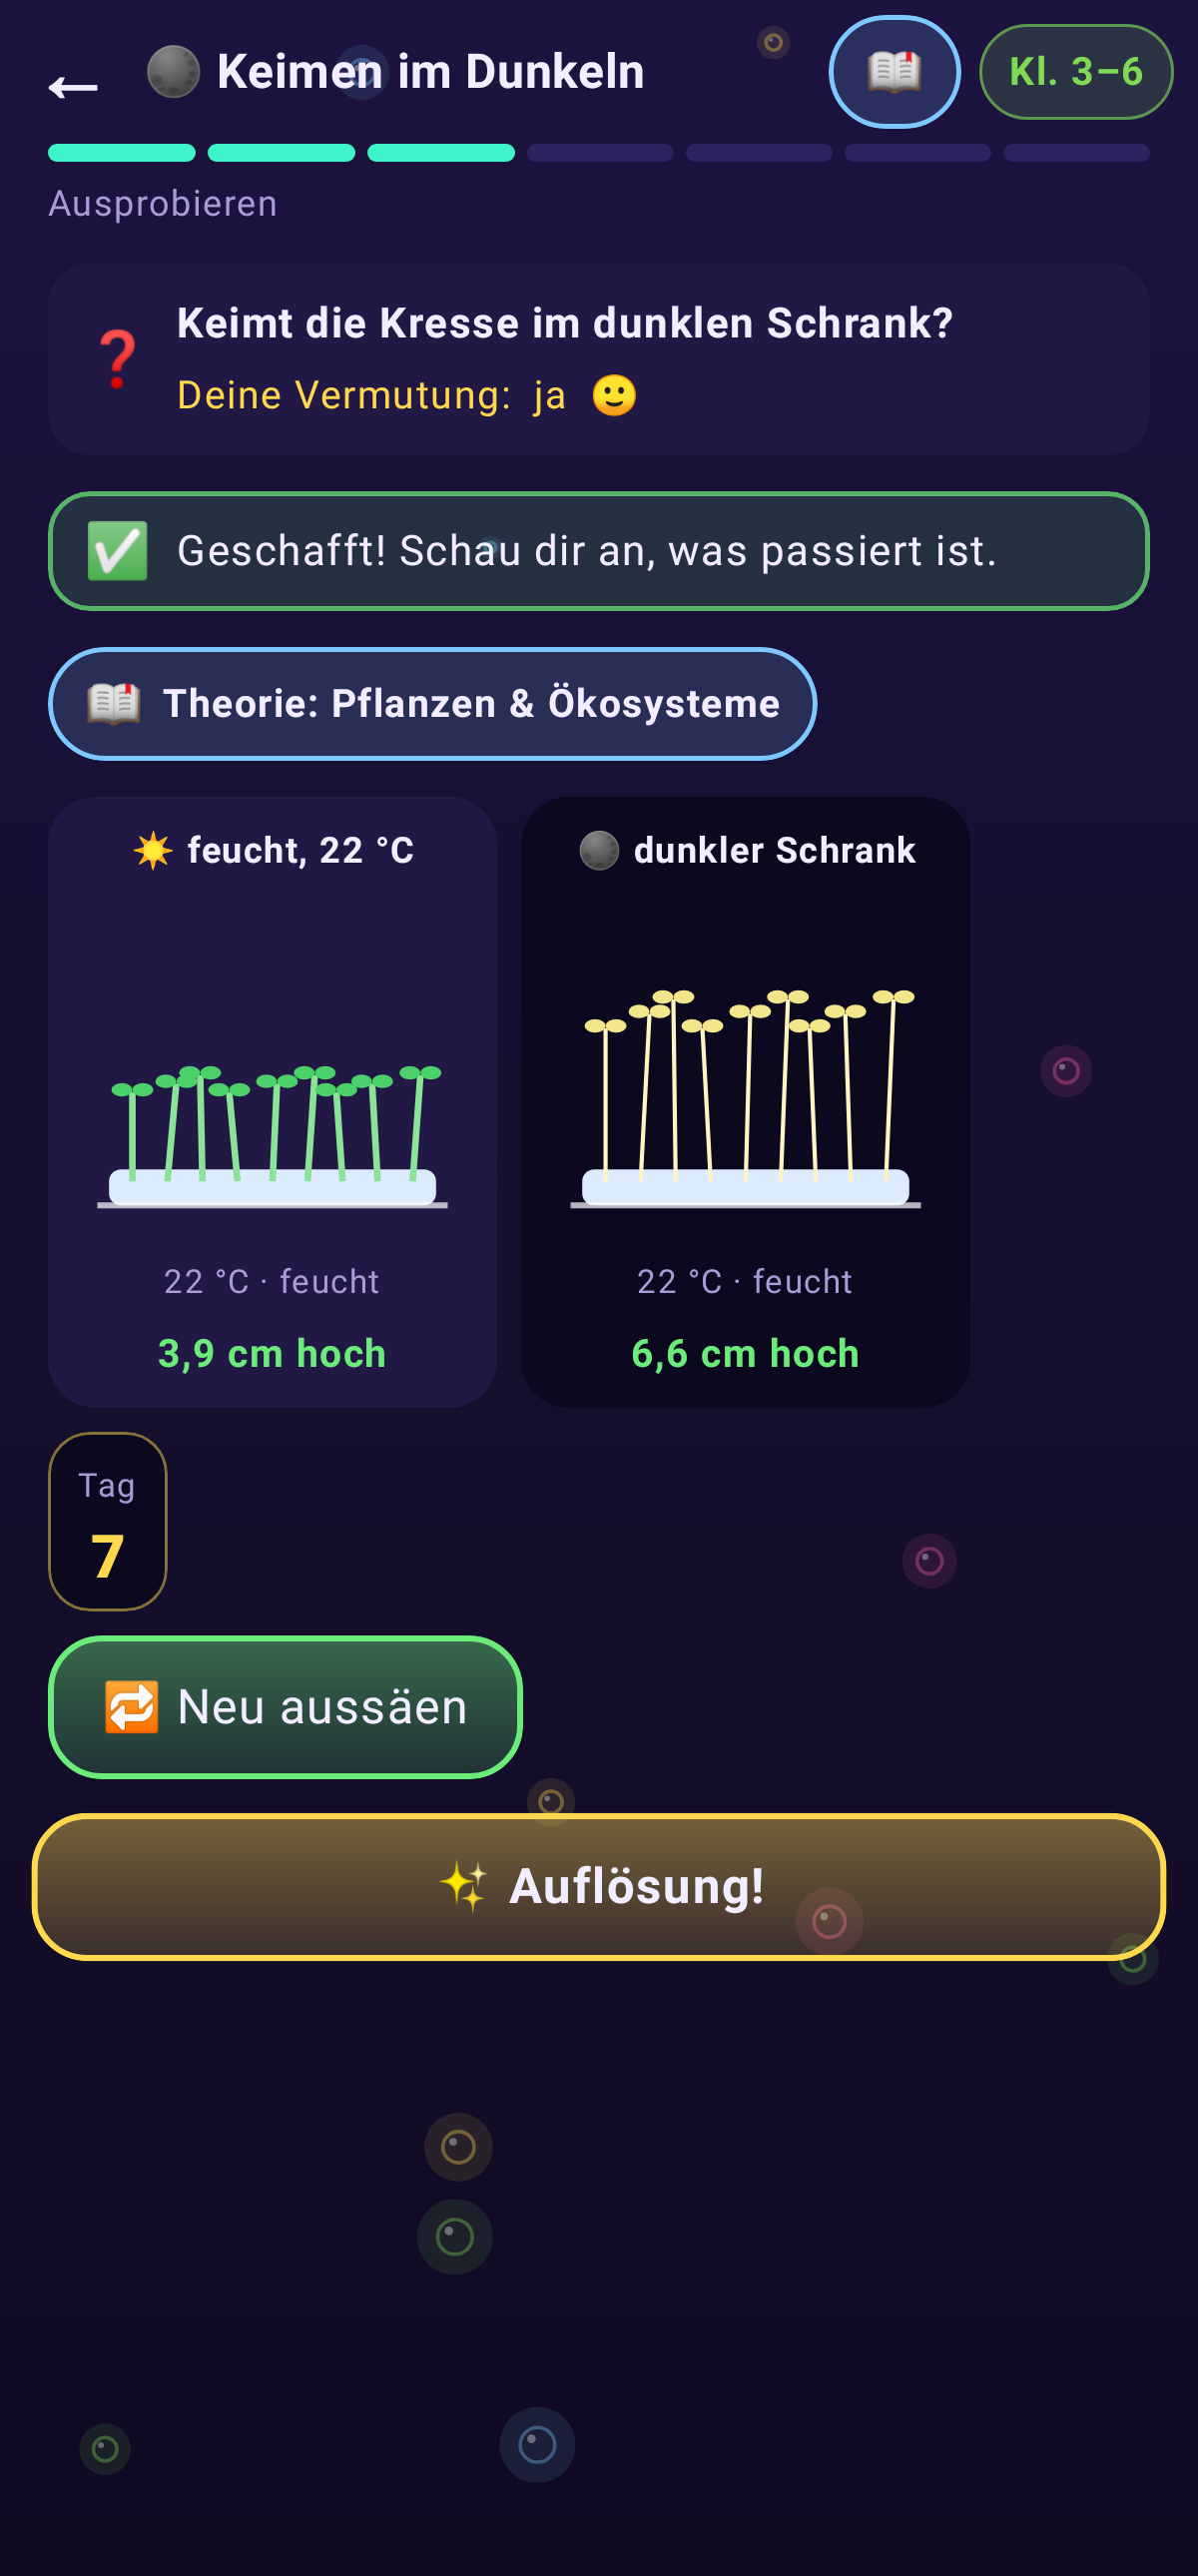 Keimen im Dunkeln
Kl. 3–6
Ausprobieren
Keimt die Kresse im dunklen Schrank?
Deine Vermutung: ja
Geschafft! Schau dir an, was passiert ist.
Theorie: Pflanzen & Ökosysteme
feucht, 22 °C
dunkler Schrank
22 °C · feucht
22 °C · feucht
3,9 cm hoch
6,6 cm hoch
Tag
7
Neu aussäen
Auflösung!